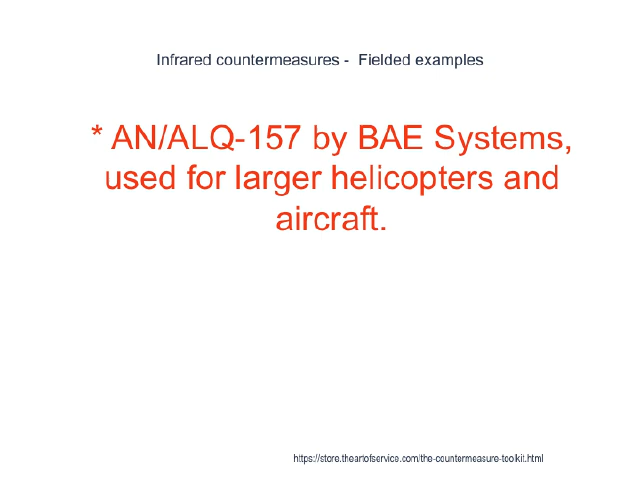 Infrared countermeasures -  Fielded examples
* AN/ALQ-157 by BAE Systems,
used for larger helicopters and
aircraft.
https://store.theartofservice.com/the-countermeasure-toolkit.html